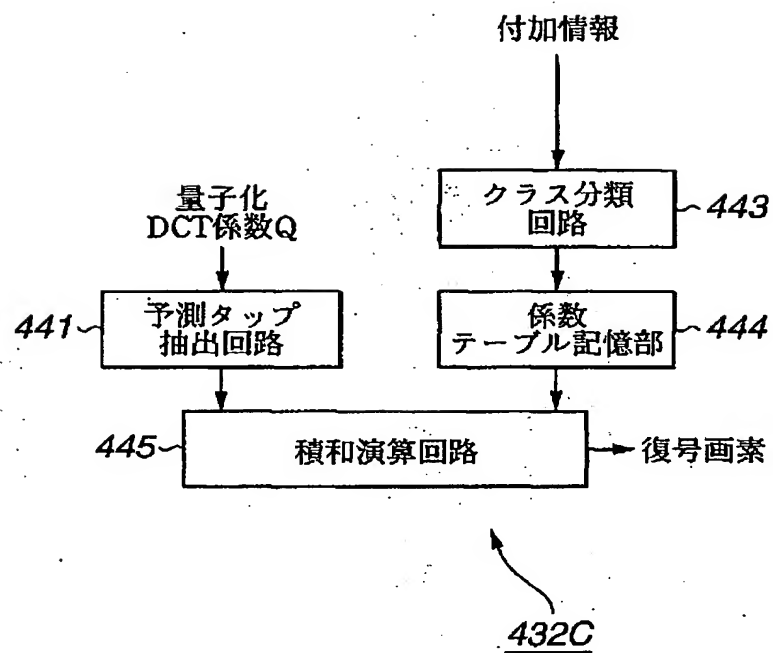 付加情報
クラス分類
回路
443
量子化
DCT係数Q
441
予測タップ
抽出回路
係数
テーブル記憶部
444
445
積和演算回路
復号画素
432C